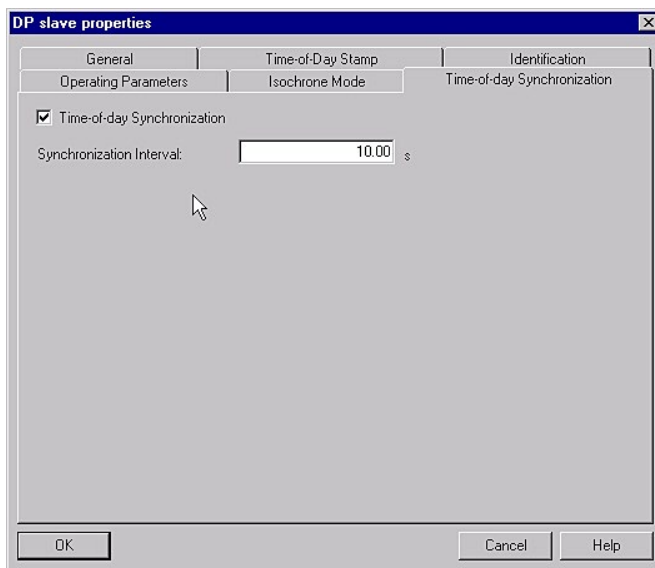 DP slave properties
General Time-of-Day Stamp Identification
Operating Parameters Isochrone Mode Time-of-day Synchronization
Time-of-day Synchronization
Synchronization Interval: 10.00 s
OK Cancel Help